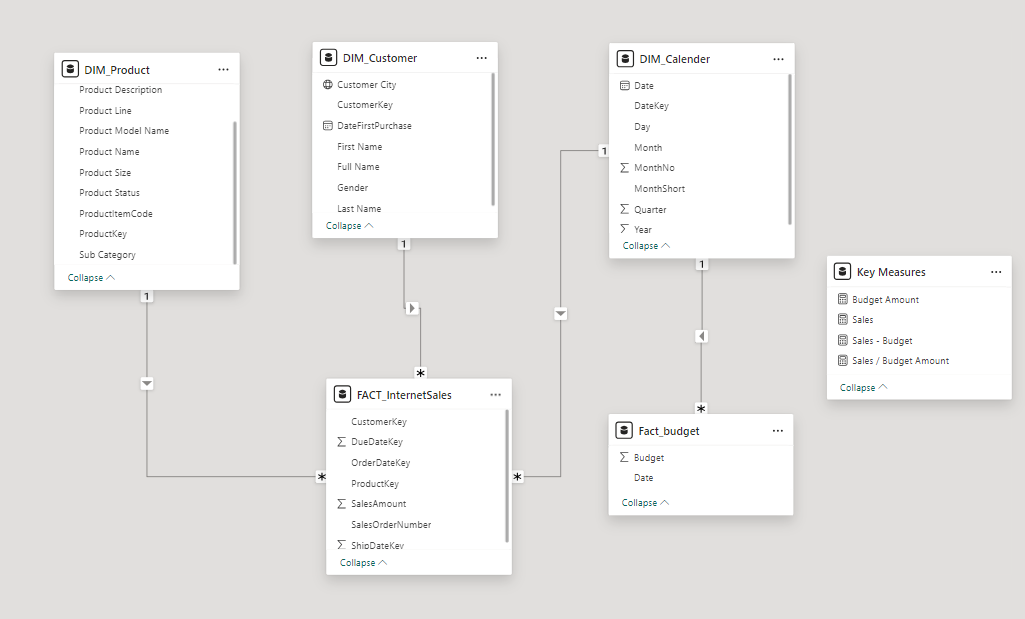 DIM_Product
Product Description
Product Line
Product Model Name
Product Name
Product Size
Product Status
ProductItemCode
ProductKey
Sub Category
Collapse
1
DIM_Customer
Customer City
CustomerKey
DateFirstPurchase
First Name
Full Name
Gender
Last Name
Collapse
1
DIM_Calender
Date
DateKey
Day
Month
MonthNo
MonthShort
Quarter
Year
Collapse
1
1
Key Measures
Budget Amount
Sales
Sales - Budget
Sales / Budget Amount
Collapse
FACT_InternetSales
CustomerKey
DueDateKey
OrderDateKey
ProductKey
SalesAmount
SalesOrderNumber
ShipDateKey
Collapse
*
*
*
Fact_budget
Budget
Date
Collapse
*